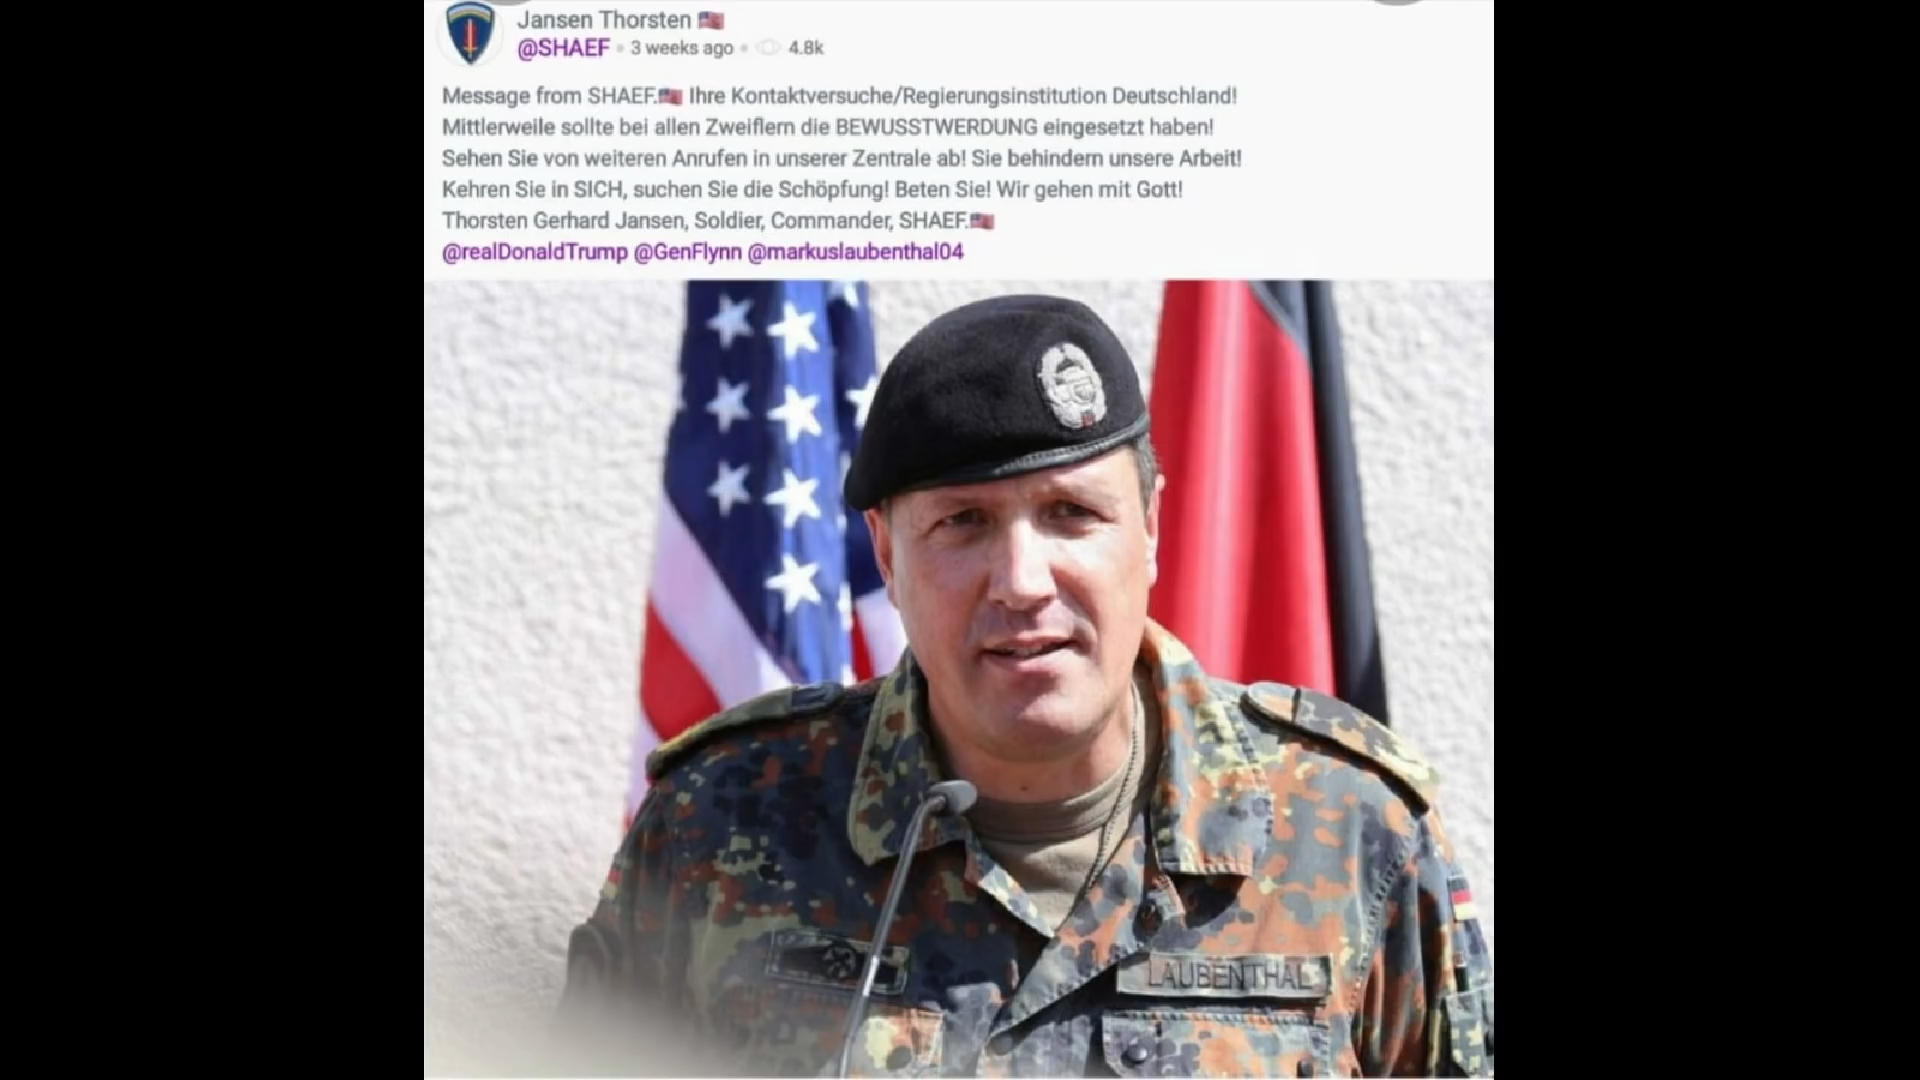 Jansen Thorsten 🇺🇸
@SHAEF • 3 weeks ago • 4.8k
Message from SHAEF.🇺🇸 Ihre Kontaktversuche/Regierungsinstitution Deutschland!
Mittlerweile sollte bei allen Zweiflern die BEWUSSTWERDUNG eingesetzt haben!
Sehen Sie von weiteren Anrufen in unserer Zentrale ab! Sie behindern unsere Arbeit!
Kehren Sie in SICH, suchen Sie die Schöpfung! Beten Sie! Wir gehen mit Gott!
Thorsten Gerhard Jansen, Soldier, Commander, SHAEF.🇺🇸
@realDonaldTrump @GenFlynn @markuslaubenthal04
LAUBENTHAL